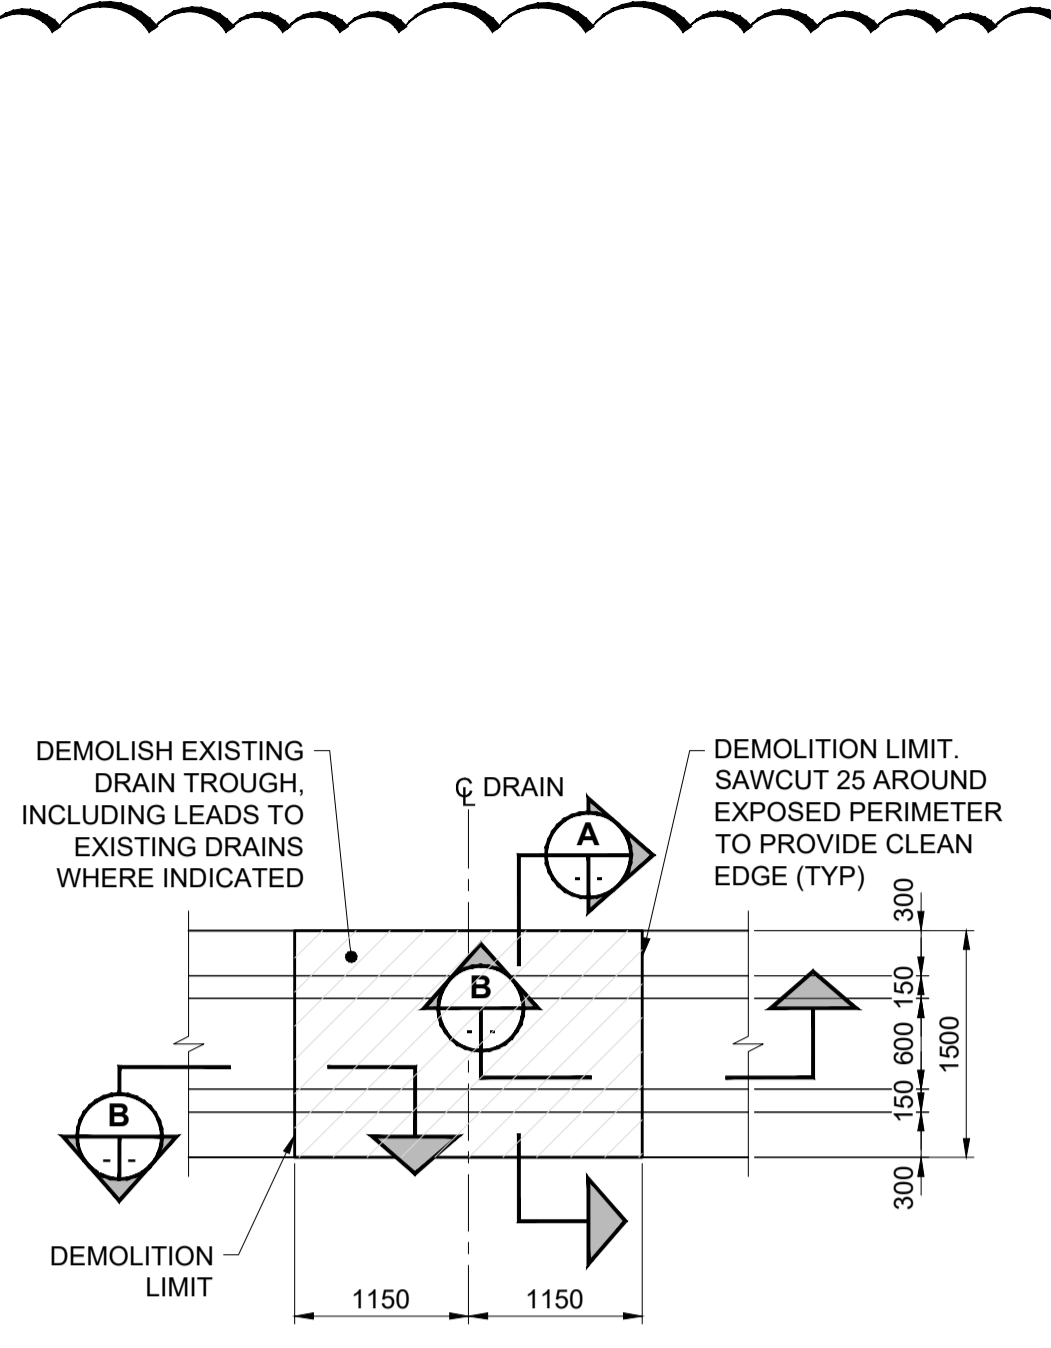 DEMOLISH EXISTING
DRAIN TROUGH,
INCLUDING LEADS TO
EXISTING DRAINS
WHERE INDICATED
℄ DRAIN
DEMOLITION LIMIT.
SAWCUT 25 AROUND
EXPOSED PERIMETER
TO PROVIDE CLEAN
EDGE (TYP)
A
- -
B
- -
B
- -
300
150
600
150
300
1500
DEMOLITION
LIMIT
1150
1150